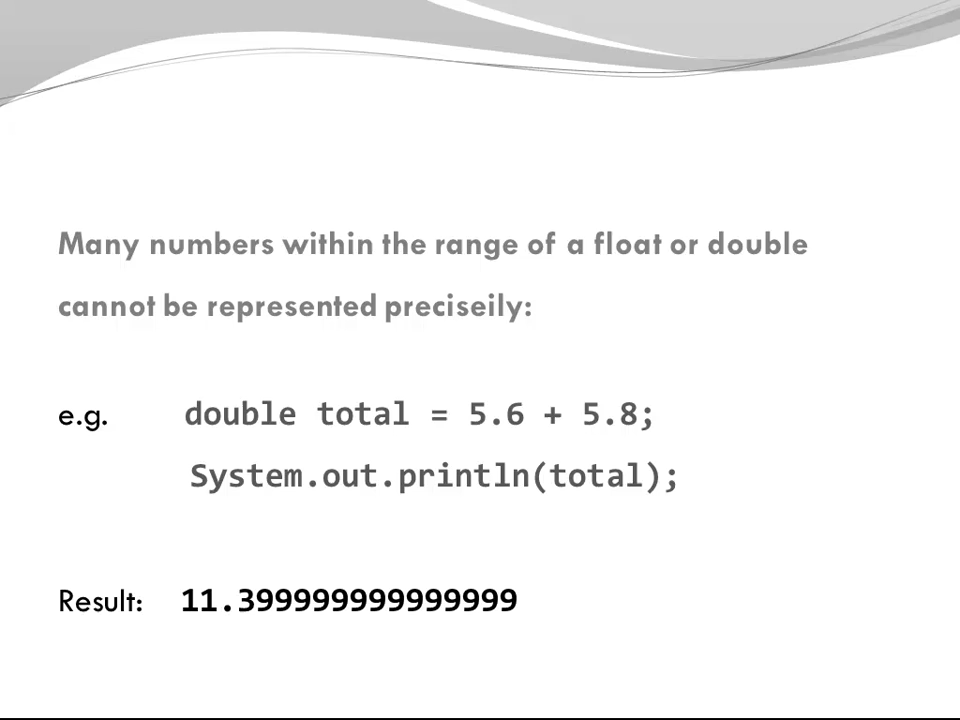 Many numbers within the range of a float or double
cannot be represented preciseily:
e.g. double total = 5.6 + 5.8;
System.out.println(total);
Result: 11.399999999999999